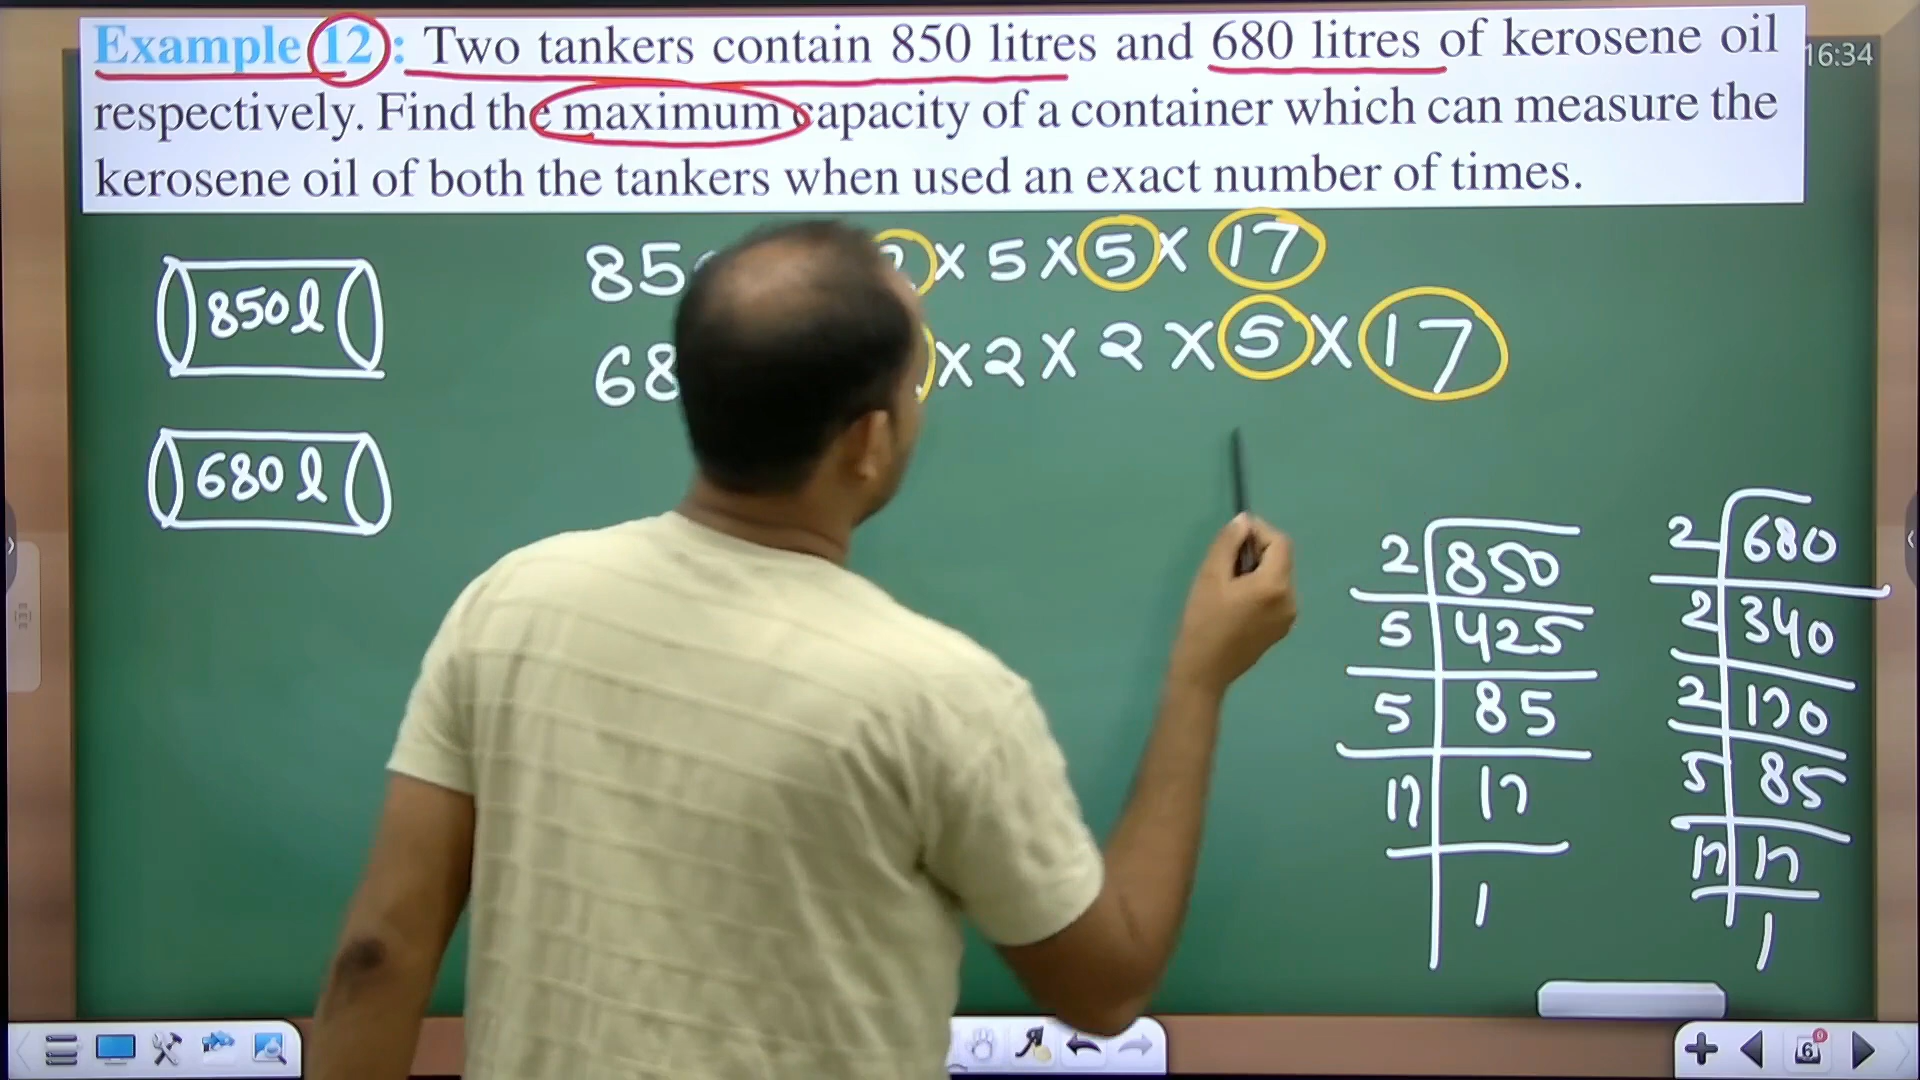 Example 12 : Two tankers contain 850 litres and 680 litres of kerosene oil
respectively. Find the maximum capacity of a container which can measure the
kerosene oil of both the tankers when used an exact number of times.
16:34
850 l
680 l
85
× 5 × 5 × 17
68
× 2 × 2 × 5 × 17
2 850
5 425
5 85
17 17
1
2 680
2 340
2 170
5 85
17 17
1
6